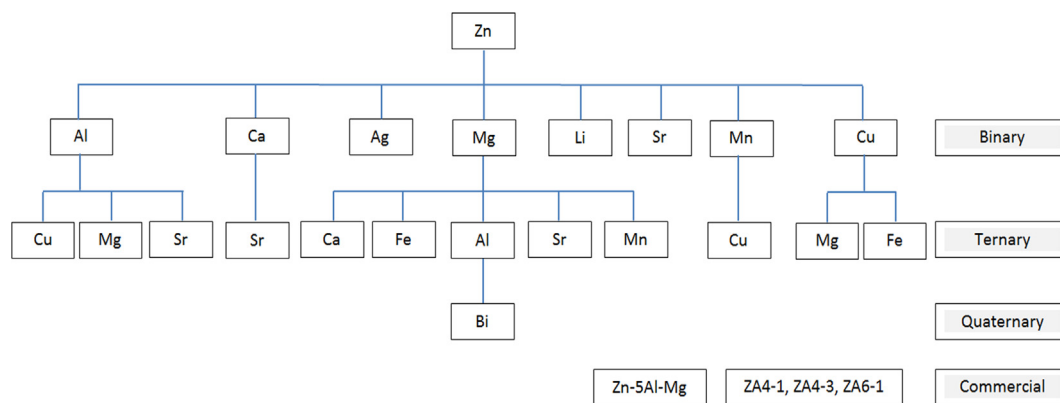 Zn
Al Ca Ag Mg Li Sr Mn Cu Binary
Cu Mg Sr Sr Ca Fe Al Sr Mn Cu Mg Fe Ternary
Bi Quaternary
Zn-5Al-Mg ZA4-1, ZA4-3, ZA6-1 Commercial